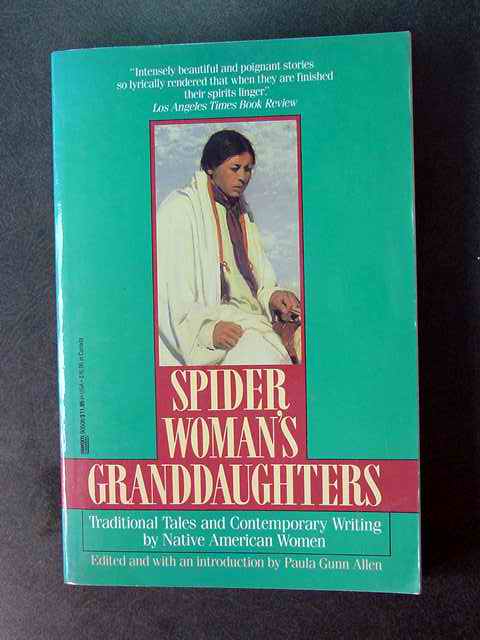 "Intensely beautiful and poignant stories
so lyrically rendered that when they are finished
their spirits linger."
Los Angeles Times Book Review
SPIDER
WOMAN'S
GRANDDAUGHTERS
Traditional Tales and Contemporary Writing
by Native American Women
Edited and with an introduction by Paula Gunn Allen